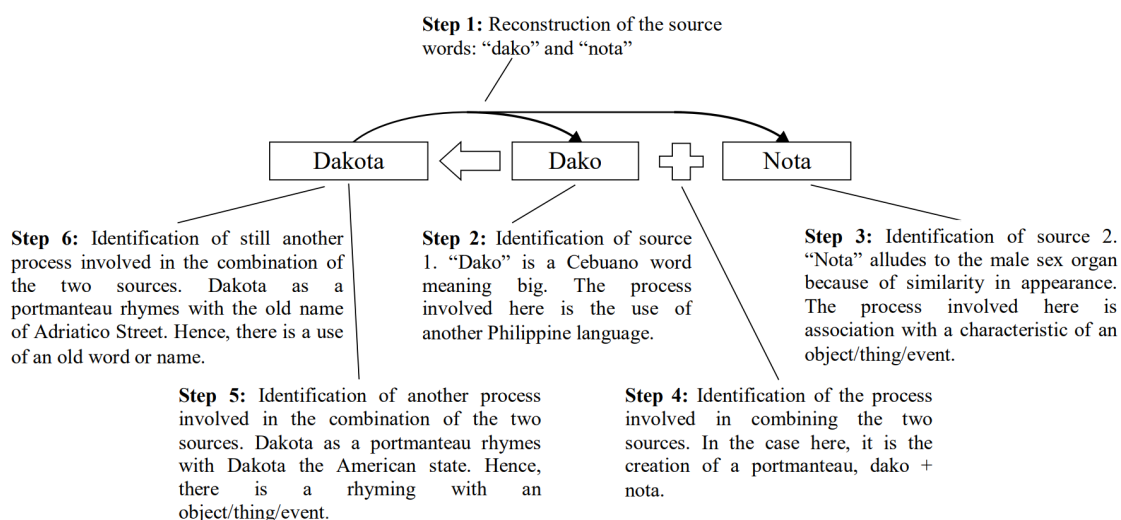 Step 1: Reconstruction of the source
words: “dako” and “nota”
Dakota
Dako
Nota
Step 6: Identification of still another
process involved in the combination of
the two sources. Dakota as a
portmanteau rhymes with the old name
of Adriatico Street. Hence, there is a use
of an old word or name.
Step 2: Identification of source
1. “Dako” is a Cebuano word
meaning big. The process
involved here is the use of
another Philippine language.
Step 3: Identification of source 2.
“Nota” alludes to the male sex organ
because of similarity in appearance.
The process involved here is
association with a characteristic of an
object/thing/event.
Step 5: Identification of another process
involved in the combination of the two
sources. Dakota as a portmanteau rhymes
with Dakota the American state. Hence,
there is a rhyming with an
object/thing/event.
Step 4: Identification of the process
involved in combining the two
sources. In the case here, it is the
creation of a portmanteau, dako +
nota.